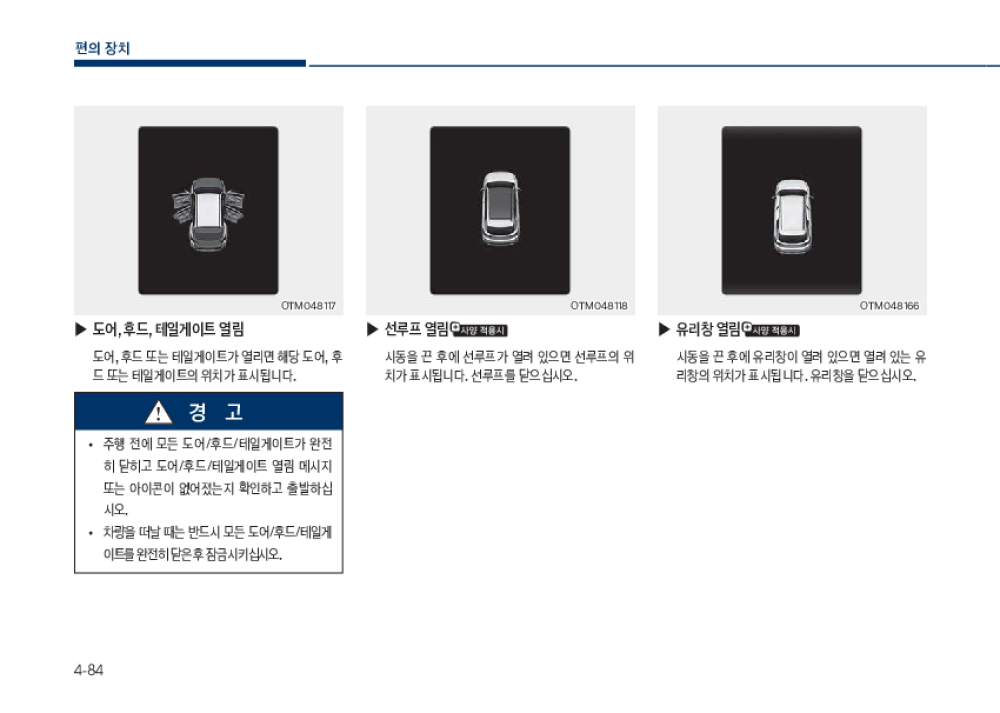 편의 장치
OTM048117
▶ 도어, 후드, 테일게이트 열림
도어, 후드 또는 테일게이트가 열리면 해당 도어, 후
드 또는 테일게이트의 위치가 표시됩니다.
경 고
• 주행 전에 모든 도어/후드/테일게이트가 완전
히 닫히고 도어/후드/테일게이트 열림 메시지
또는 아이콘이 없어졌는지 확인하고 출발하십
시오.
• 차량을 떠날 때는 반드시 모든 도어/후드/테일게
이트를 완전히 닫은 후 잠금시키십시오.
OTM048118
▶ 선루프 열림 사양 적용시
시동을 끈 후에 선루프가 열려 있으면 선루프의 위
치가 표시됩니다. 선루프를 닫으십시오.
OTM048166
▶ 유리창 열림 사양 적용시
시동을 끈 후에 유리창이 열려 있으면 열려 있는 유
리창의 위치가 표시됩니다. 유리창을 닫으십시오.
4-84